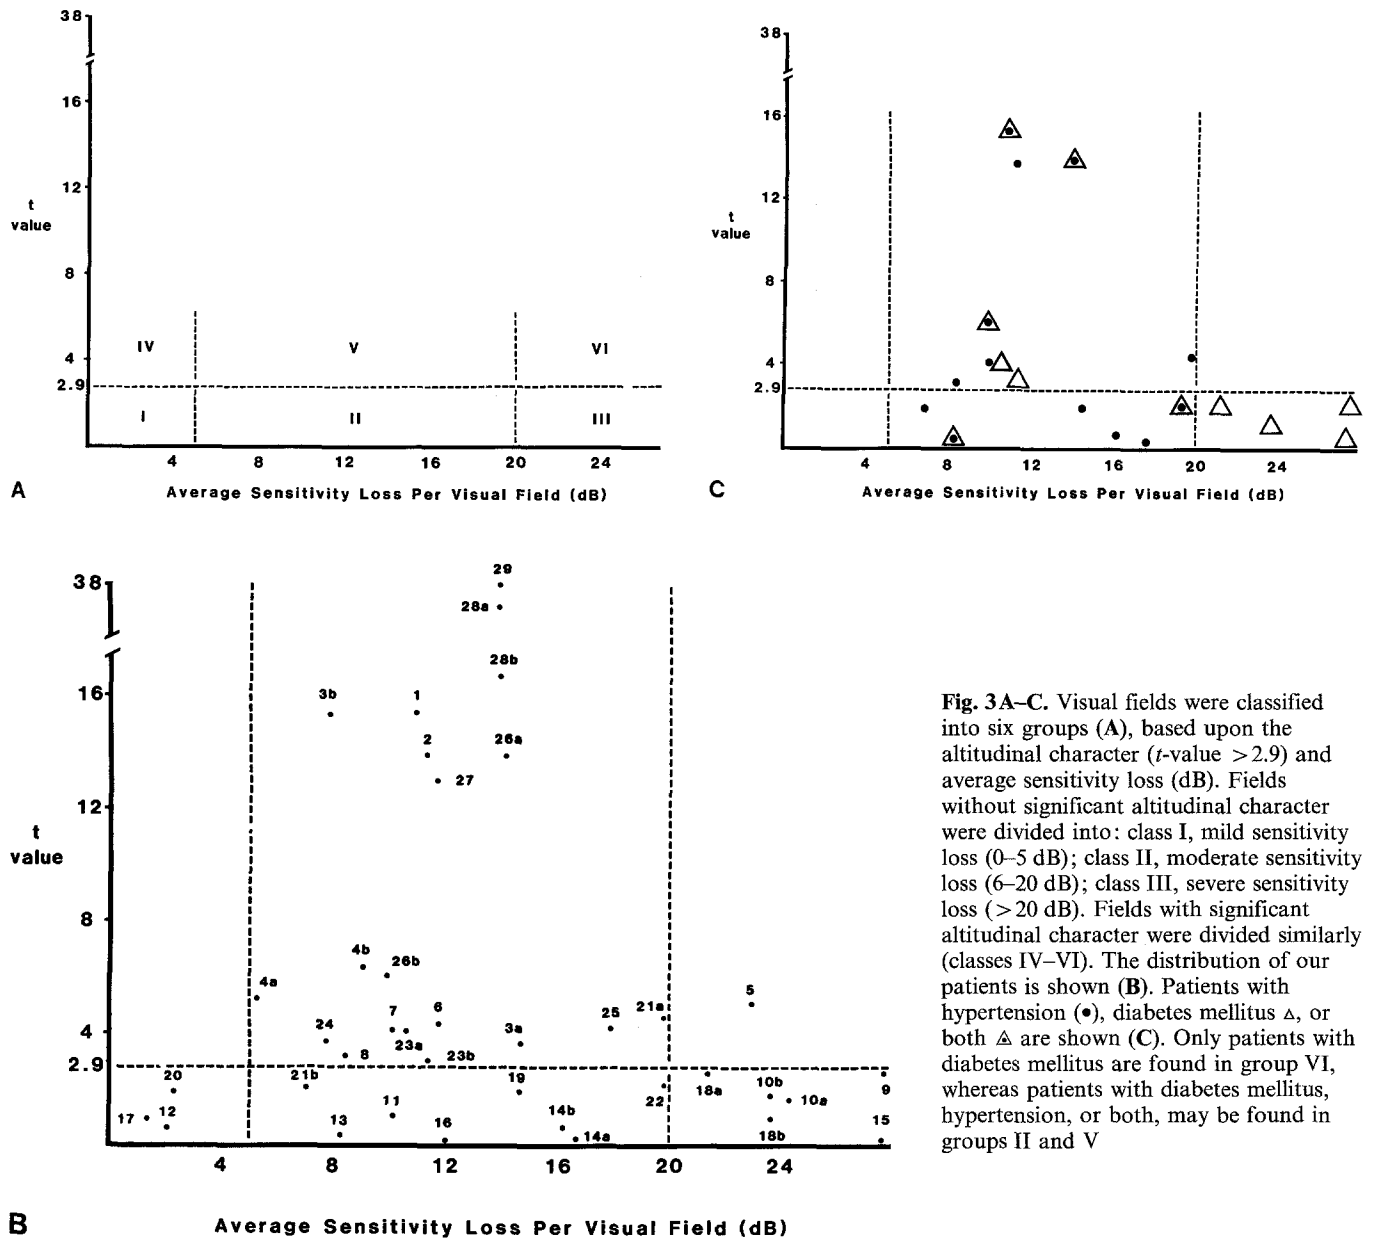 38
16
12
t
value
8
IV
V
VI
4
2.9
I
II
III
4 8 12 16 20 24
A
Average Sensitivity Loss Per Visual Field (dB)
38
16
12
t
value
8
4
2.9
4 8 12 16 20 24
C
Average Sensitivity Loss Per Visual Field (dB)
29
38
28a
28b
16
3b
1
2
26a
27
12
t
value
8
4b
26b
4a
5
24
7
6
25
21a
3a
4
23a
8
23b
2.9
20
21b
19
18a
10b
9
22
10a
17
12
11
14b
13
16
14a
18b
15
4 8 12 16 20 24
B
Average Sensitivity Loss Per Visual Field (dB)
Fig. 3A–C. Visual fields were classified
into six groups (A), based upon the
altitudinal character (t-value >2.9) and
average sensitivity loss (dB). Fields
without significant altitudinal character
were divided into: class I, mild sensitivity
loss (0–5 dB); class II, moderate sensitivity
loss (6–20 dB); class III, severe sensitivity
loss (>20 dB). Fields with significant
altitudinal character were divided similarly
(classes IV–VI). The distribution of our
patients is shown (B). Patients with
hypertension (●), diabetes mellitus △, or
both ◬ are shown (C). Only patients with
diabetes mellitus are found in group VI,
whereas patients with diabetes mellitus,
hypertension, or both, may be found in
groups II and V